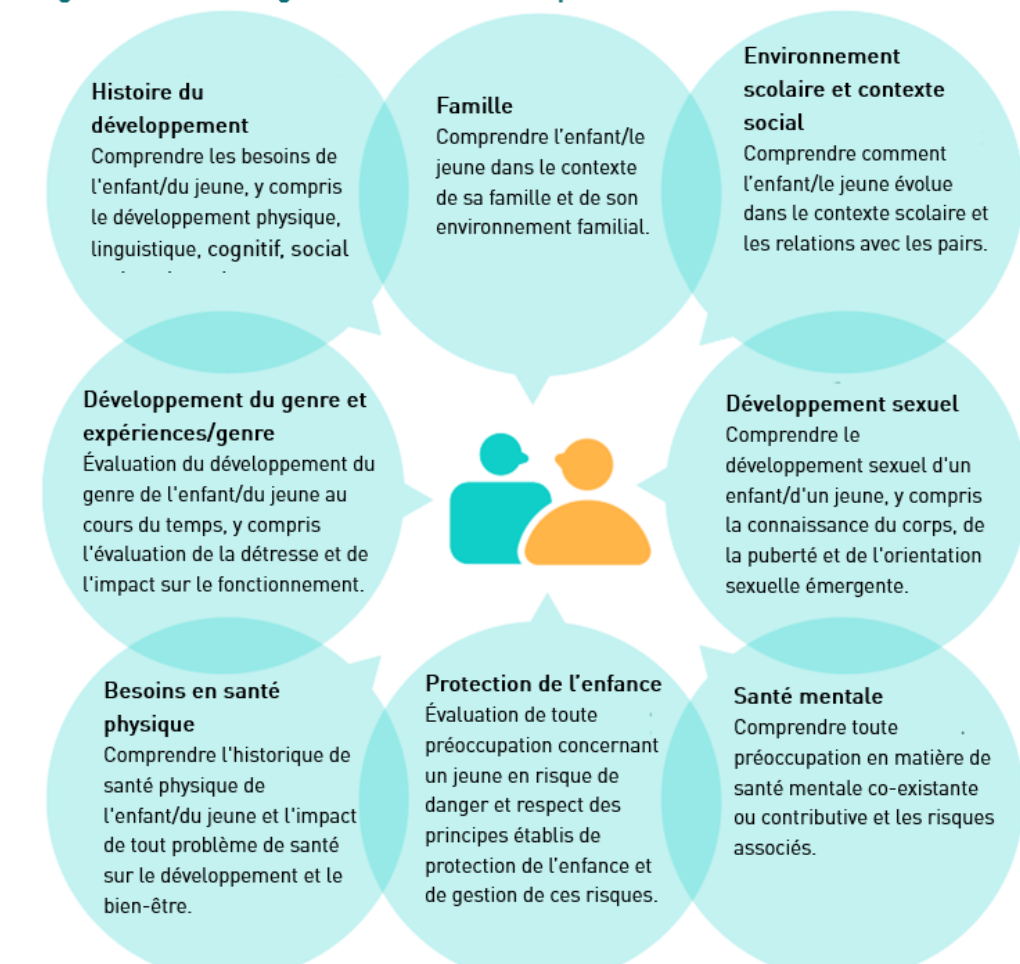 Histoire du
développement
Comprendre les besoins de
l'enfant/du jeune, y compris
le développement physique,
linguistique, cognitif, social
Famille
Comprendre l'enfant/le
jeune dans le contexte
de sa famille et de son
environnement familial.
Environnement
scolaire et contexte
social
Comprendre comment
l'enfant/le jeune évolue
dans le contexte scolaire et
les relations avec les pairs.
Développement du genre et
expériences/genre
Évaluation du développement du
genre de l'enfant/du jeune au
cours du temps, y compris
l'évaluation de la détresse et de
l'impact sur le fonctionnement.
Développement sexuel
Comprendre le
développement sexuel d'un
enfant/d'un jeune, y compris
la connaissance du corps, de
la puberté et de l'orientation
sexuelle émergente.
Besoins en santé
physique
Comprendre l'historique de
santé physique de
l'enfant/du jeune et l'impact
de tout problème de santé
sur le développement et le
bien-être.
Protection de l'enfance
Évaluation de toute
préoccupation concernant
un jeune en risque de
danger et respect des
principes établis de
protection de l'enfance et
de gestion de ces risques.
Santé mentale
Comprendre toute
préoccupation en matière de
santé mentale co-existante
ou contributive et les risques
associés.